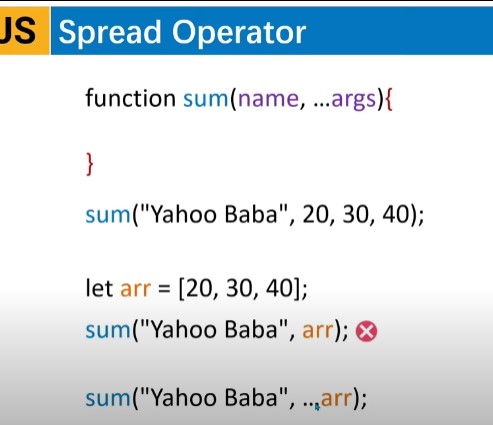 JS Spread Operator
function sum(name, ...args){
}
sum("Yahoo Baba", 20, 30, 40);
let arr = [20, 30, 40];
sum("Yahoo Baba", arr);
sum("Yahoo Baba", ...arr);